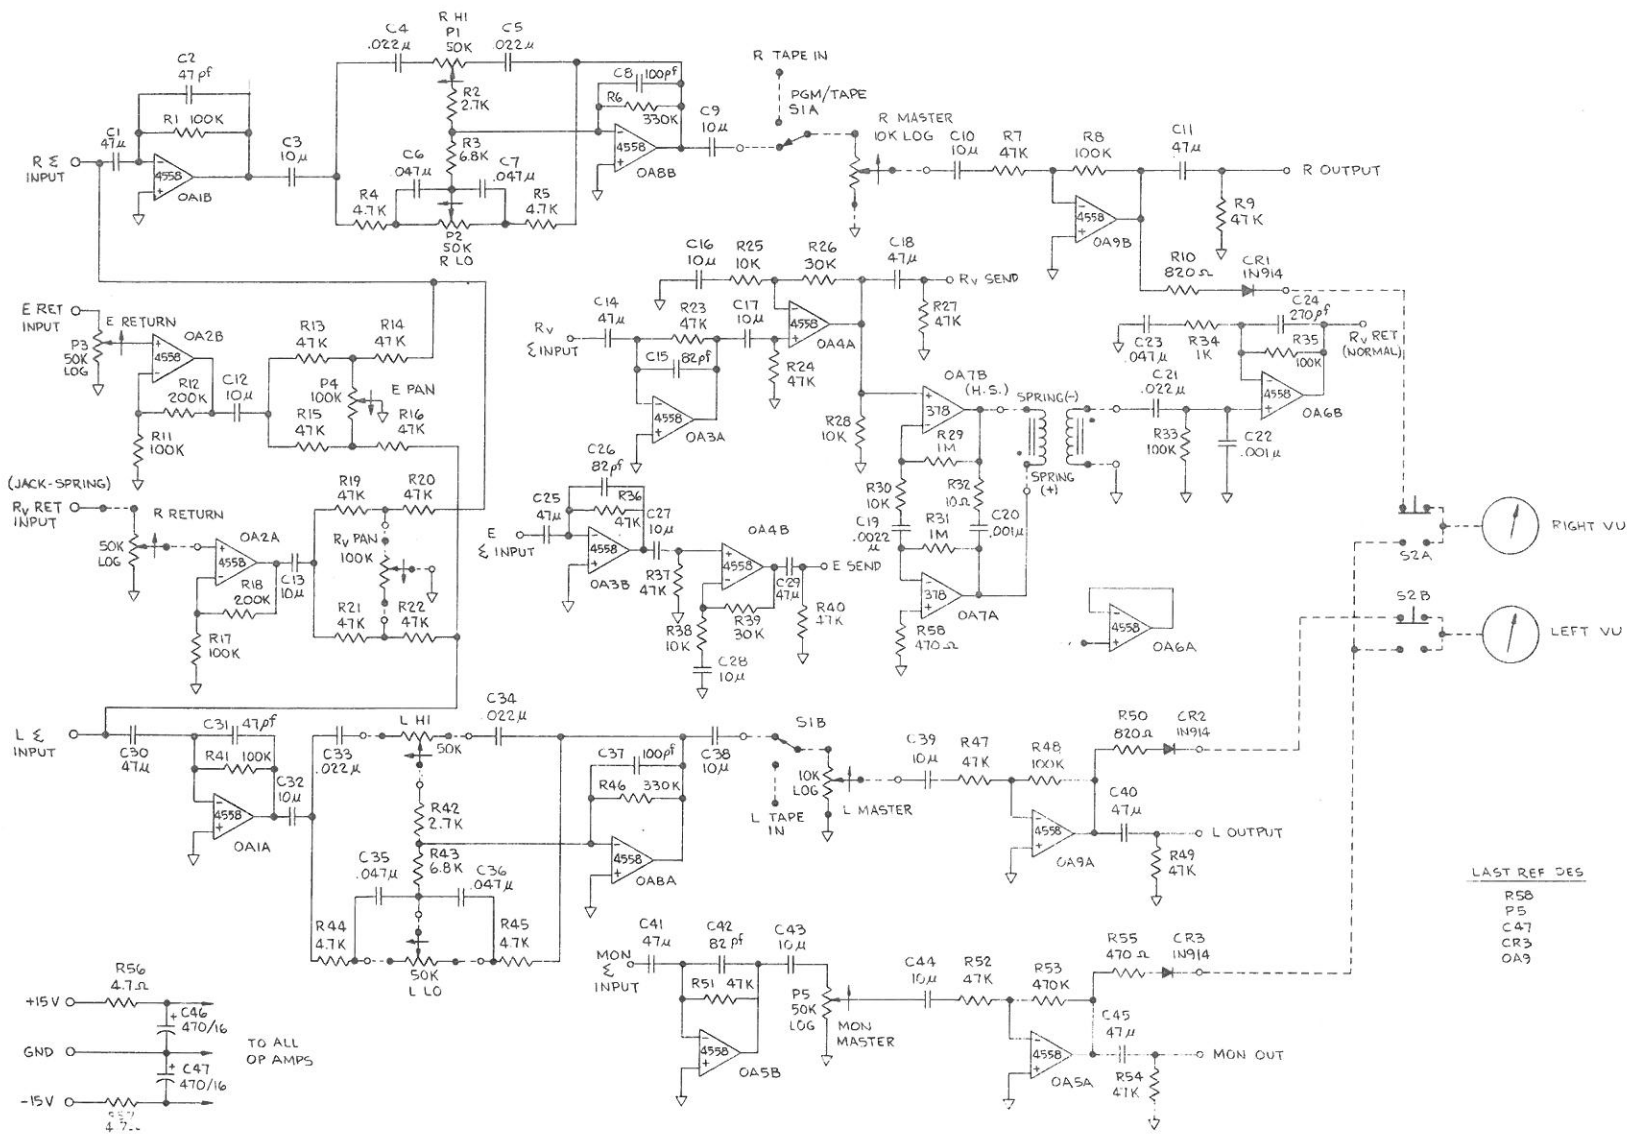 R HI
P1
50K
C4
.022µ
C5
.022µ
C2
47pf
R1 100K
C1
47µ
R Σ
INPUT
4558
OA1B
C3
10µ
R2
2.7K
R3
6.8K
C6
.047µ
C7
.047µ
R4
4.7K
R5
4.7K
P2
50K
R LO
C8 100pf
R6
330K
4558
OA8B
C9
10µ
R TAPE IN
PGM/TAPE
S1A
R MASTER
10K LOG
C10
10µ
R7
47K
R8
100K
C11
47µ
R OUTPUT
R9
47K
4558
OA9B
R10
820Ω
CR1
1N914
E RET
INPUT
E RETURN
P3
50K
LOG
OA2B
4558
R12
200K
C12
10µ
R11
100K
R13
47K
R14
47K
P4
100K
E PAN
R15
47K
R16
47K
(JACK-SPRING)
Rv RET
INPUT
R RETURN
50K
LOG
OA2A
4558
R18
200K
C13
10µ
R17
100K
R19
47K
R20
47K
Rv PAN
100K
R21
47K
R22
47K
Rv
Σ INPUT
C14
47µ
R23
47K
C15 82pf
4558
OA3A
C16
10µ
R25
10K
R26
30K
C17
10µ
4558
OA4A
R24
47K
C18
47µ
Rv SEND
R27
47K
R28
10K
OA7B
(H.S.)
378
R29
1M
R30
10K
R32
10Ω
C19
.0022
µ
R31
1M
C20
.001µ
378
OA7A
R58
470Ω
SPRING(-)
SPRING
(+)
C23
.047µ
R34
1K
C24
270pf
R35
100K
Rv RET
(NORMAL)
C21
.022µ
4558
OA6B
R33
100K
C22
.001µ
4558
OA6A
E
Σ INPUT
C25
47µ
C26
82pf
R36
47K
4558
OA3B
C27
10µ
R37
47K
OA4B
4558
R38
10K
R39
30K
C28
10µ
C29
47µ
E SEND
R40
47K
RIGHT VU
S2A
S2B
LEFT VU
L Σ
INPUT
C30
47µ
C31 47pf
R41 100K
4558
OA1A
C32
10µ
C33
.022µ
L HI
50K
C34
.022µ
R42
2.7K
R43
6.8K
C35
.047µ
C36
.047µ
R44
4.7K
R45
4.7K
50K
L LO
C37 100pf
R46 330K
4558
OA8A
C38
10µ
S1B
L TAPE
IN
10K
LOG
L MASTER
C39
10µ
R47
47K
R48
100K
4558
OA9A
C40
47µ
L OUTPUT
R49
47K
R50
820Ω
CR2
1N914
MON
Σ
INPUT
C41
47µ
C42
82pf
R51 47K
4558
OA5B
C43
10µ
P5
50K
LOG
MON
MASTER
C44
10µ
R52
47K
R53
470K
4558
OA5A
R55
470Ω
CR3
1N914
C45
47µ
MON OUT
R54
47K
+15V
R56
4.7Ω
+ C46
470/16
GND
+ C47
470/16
-15V
R57
4.7Ω
TO ALL
OP AMPS
LAST REF DES
R58
P5
C47
CR3
OA9